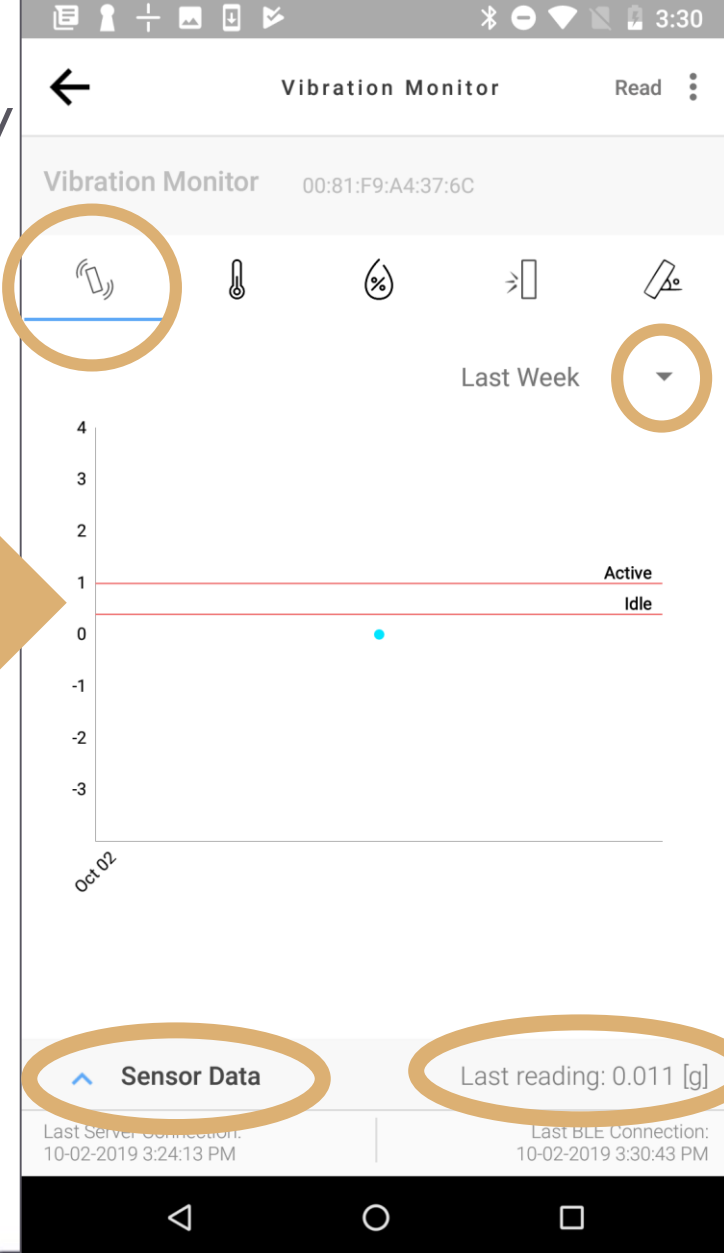 3:30
y
Vibration Monitor Read
Vibration Monitor 00:81:F9:A4:37:6C
%
Last Week
4
3
2
1 Active
Idle
0
-1
-2
-3
Oct 02
Sensor Data Last reading: 0.011 [g]
Last Server Connection: Last BLE Connection:
10-02-2019 3:24:13 PM 10-02-2019 3:30:43 PM